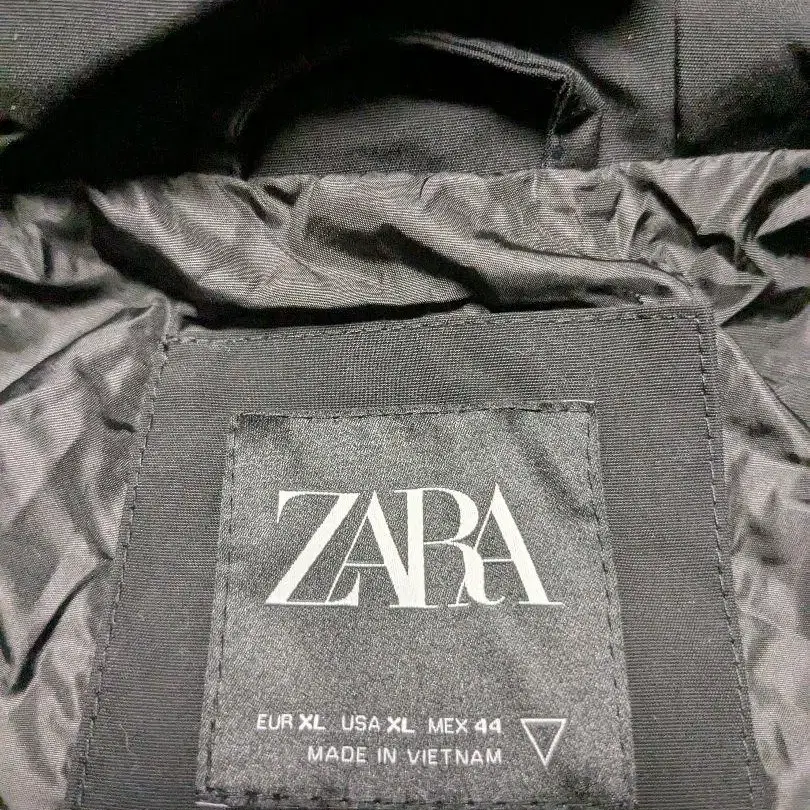 ZARA
EUR XL USA XL MEX 44
MADE IN VIETNAM